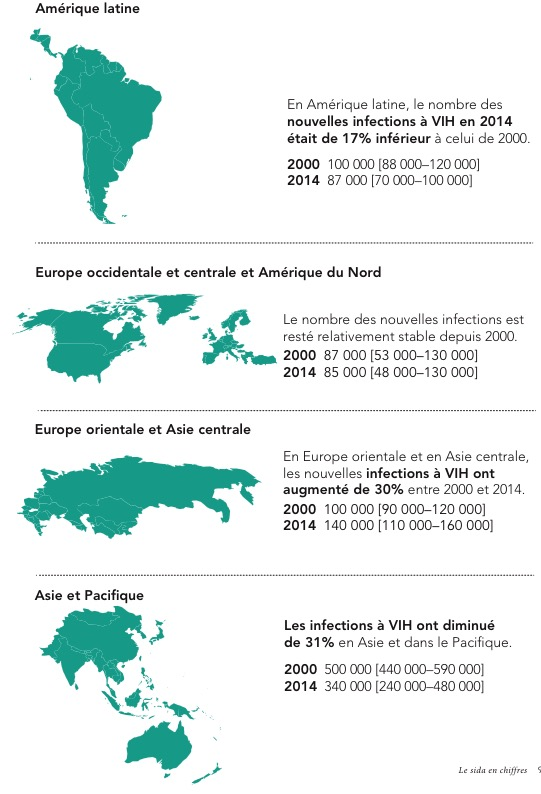 Amérique latine
En Amérique latine, le nombre des
nouvelles infections à VIH en 2014
était de 17% inférieur à celui de 2000.
2000 100 000 [88 000–120 000]
2014 87 000 [70 000–100 000]
Europe occidentale et centrale et Amérique du Nord
Le nombre des nouvelles infections est
resté relativement stable depuis 2000.
2000 87 000 [53 000–130 000]
2014 85 000 [48 000–130 000]
Europe orientale et Asie centrale
En Europe orientale et en Asie centrale,
les nouvelles infections à VIH ont
augmenté de 30% entre 2000 et 2014.
2000 100 000 [90 000–120 000]
2014 140 000 [110 000–160 000]
Asie et Pacifique
Les infections à VIH ont diminué
de 31% en Asie et dans le Pacifique.
2000 500 000 [440 000–590 000]
2014 340 000 [240 000–480 000]
Le sida en chiffres 5